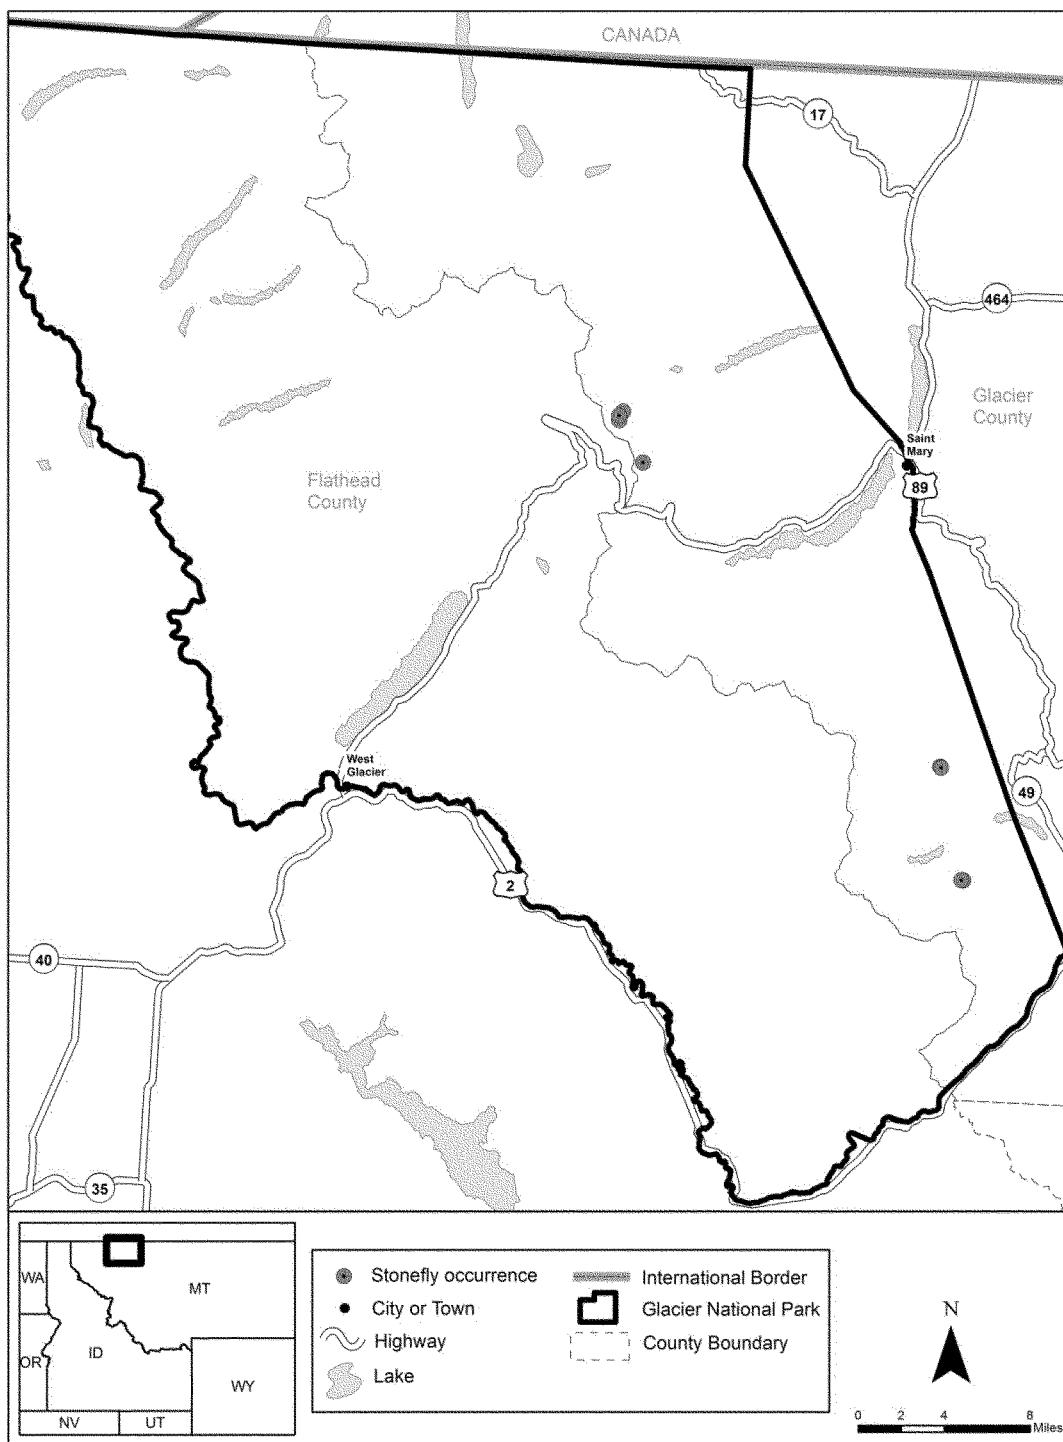 CANADA
17
464
Glacier
County
Saint
Mary
89
Flathead
County
West
Glacier
49
2
40
35
WA
MT
OR
ID
WY
NV
UT
Stonefly occurrence
City or Town
Highway
Lake
International Border
Glacier National Park
County Boundary
N
0 2 4 8
Miles